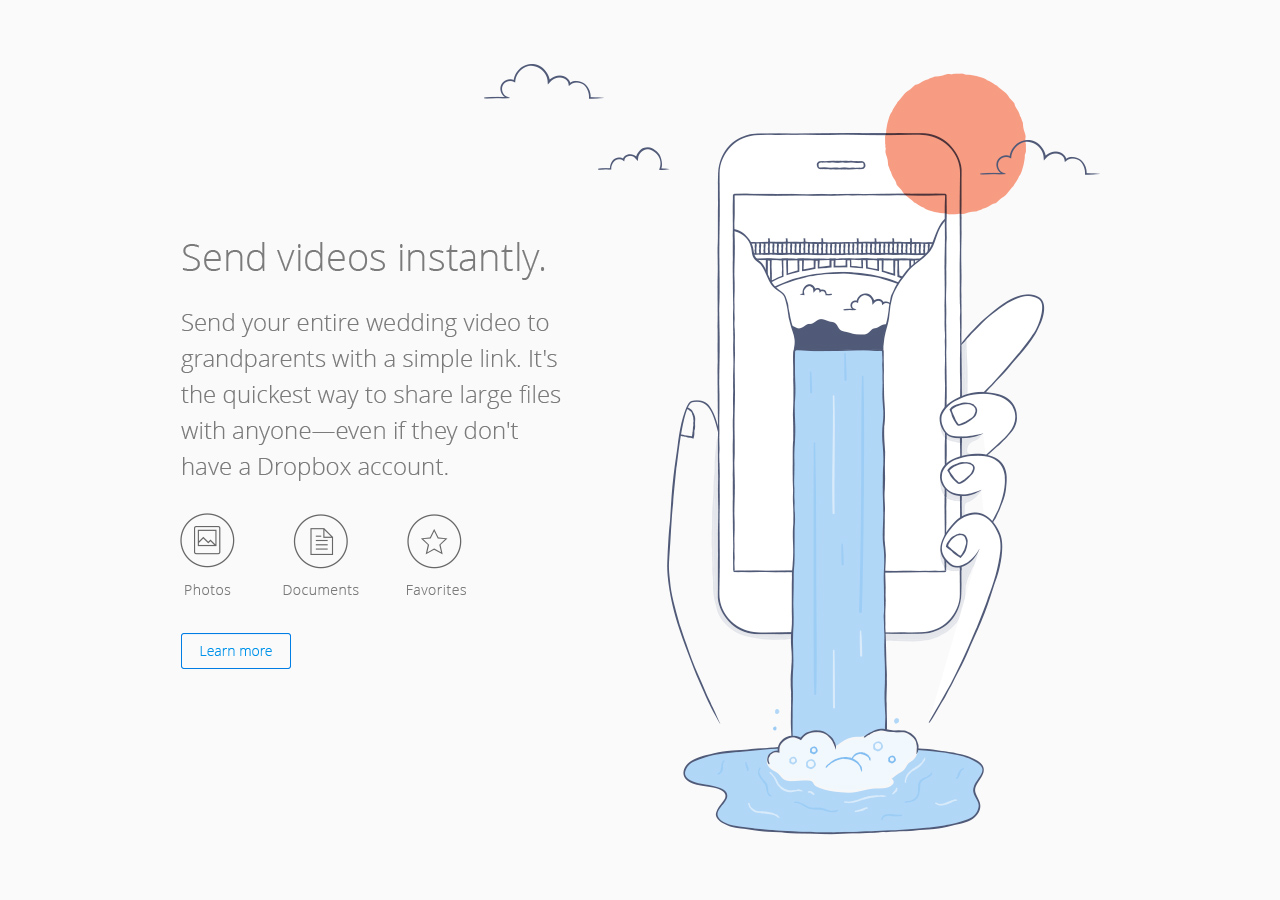 Send videos instantly.
Send your entire wedding video to
grandparents with a simple link. It's
the quickest way to share large files
with anyone—even if they don't
have a Dropbox account.
Photos Documents Favorites
Learn more